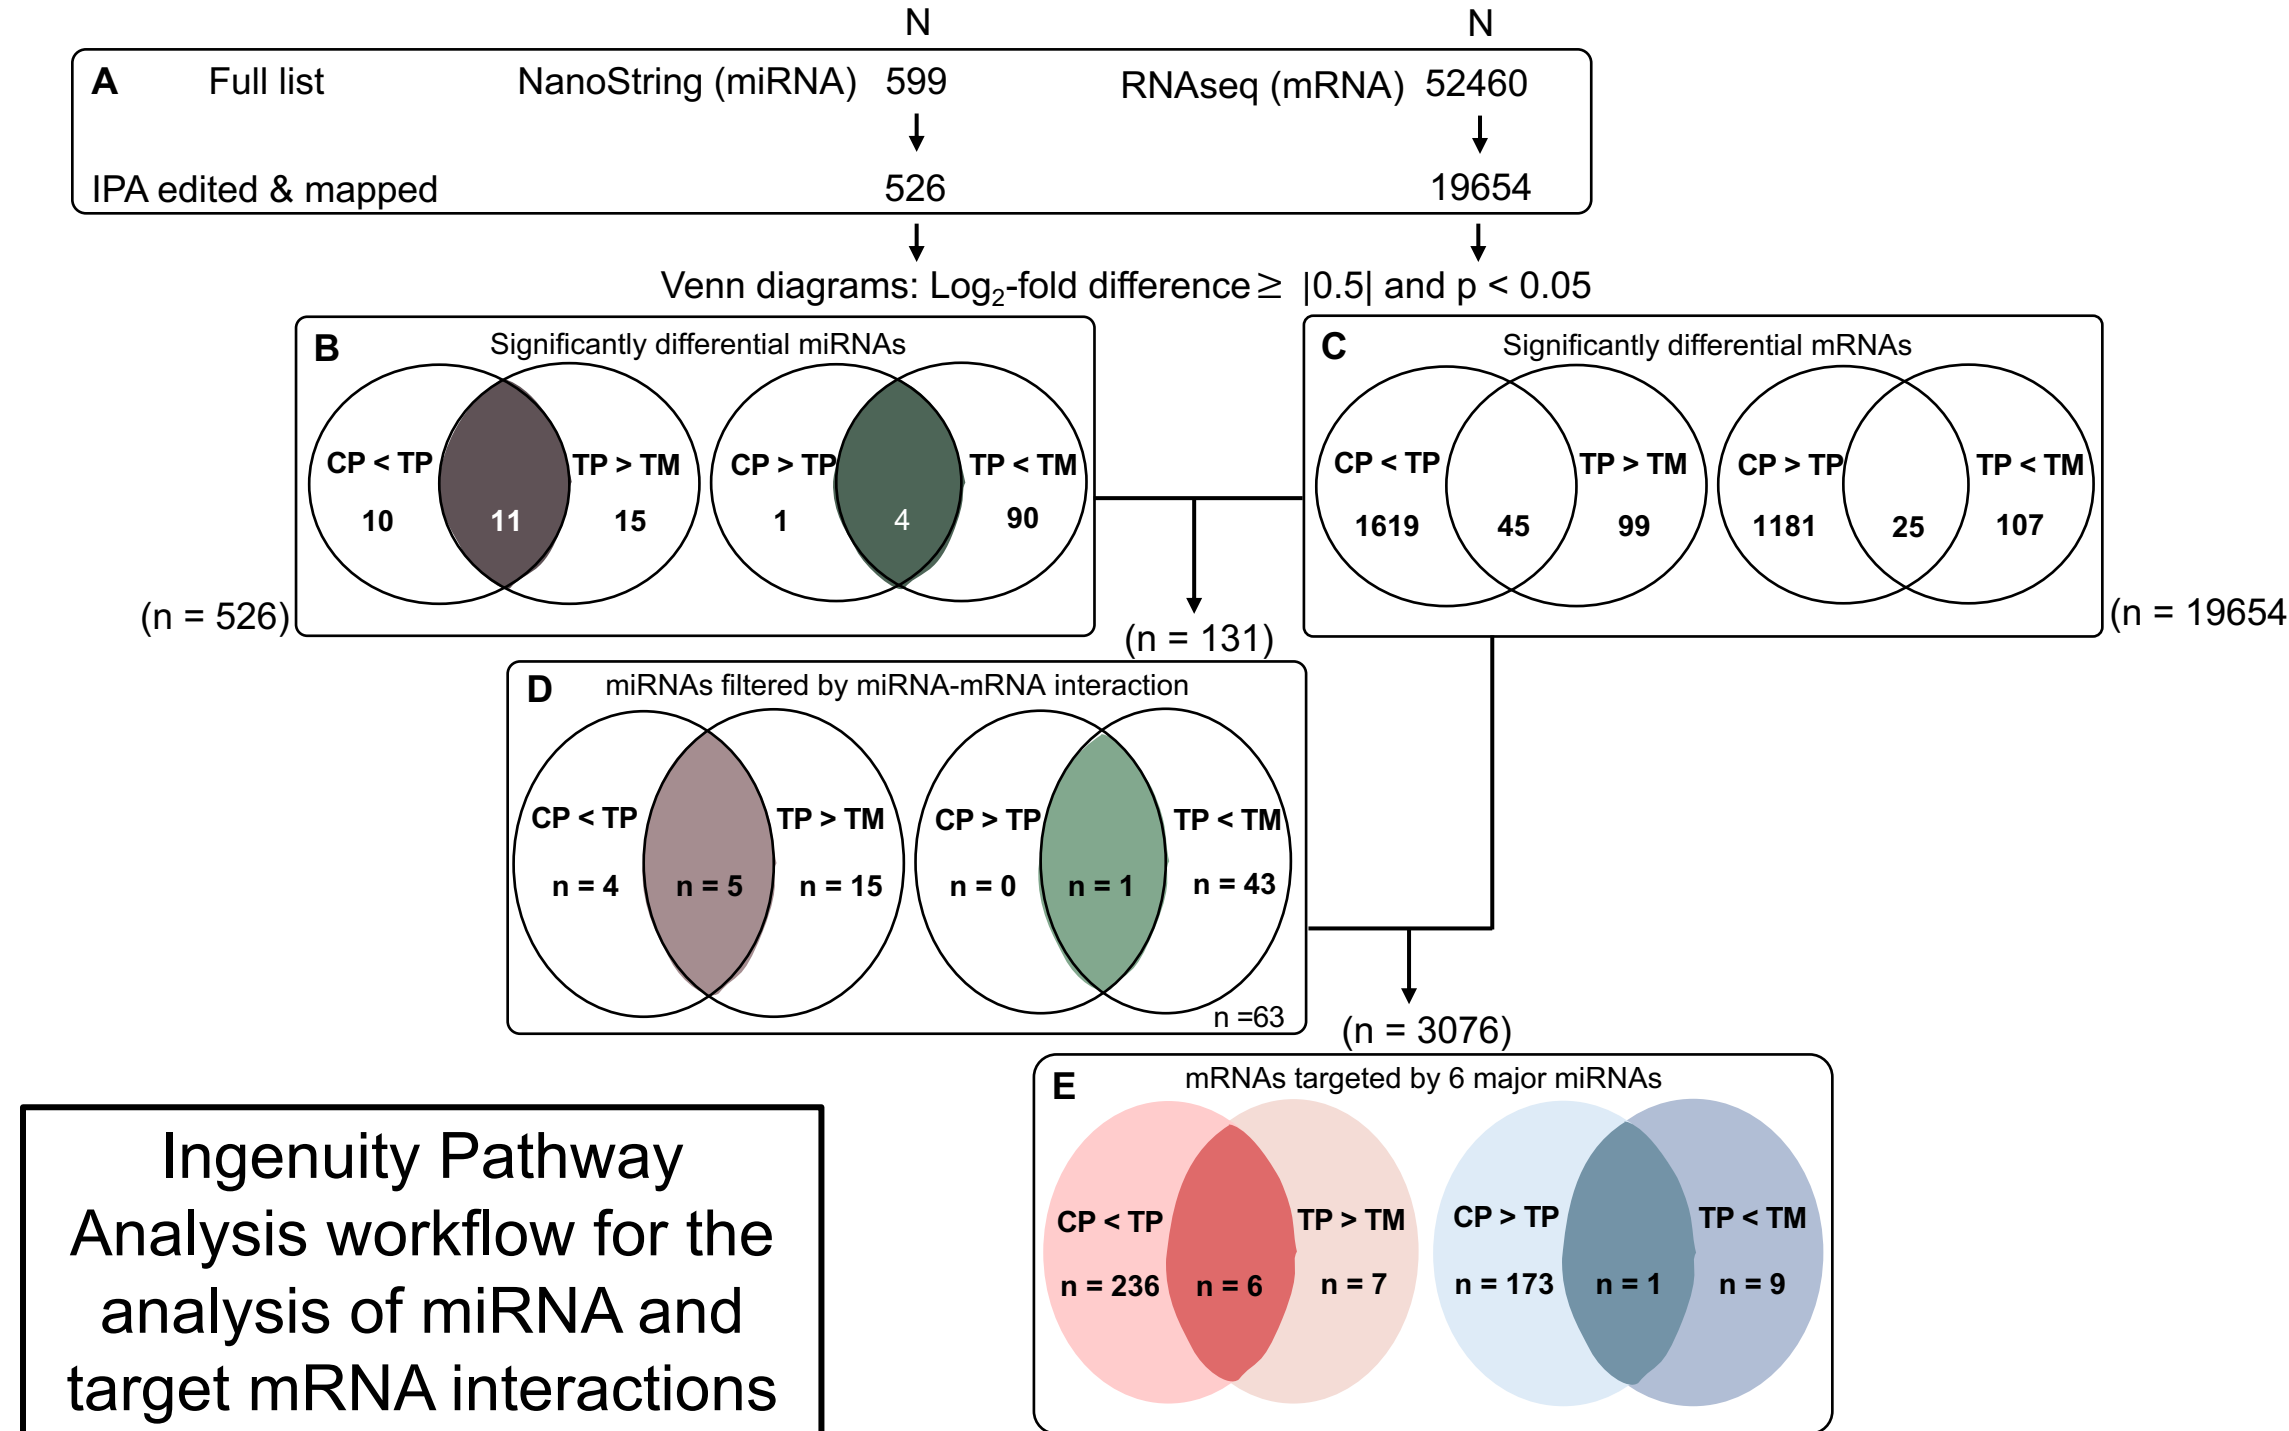 N N
A Full list NanoString (miRNA) 599 RNAseq (mRNA) 52460
IPA edited & mapped 526 19654
Venn diagrams: Log2-fold difference ≥ |0.5| and p < 0.05
B Significantly differential miRNAs
CP < TP TP > TM CP > TP TP < TM
10 11 15 1 4 90
(n = 526)
C Significantly differential mRNAs
CP < TP TP > TM CP > TP TP < TM
1619 45 99 1181 25 107
(n = 19654
(n = 131)
D miRNAs filtered by miRNA-mRNA interaction
CP < TP TP > TM CP > TP TP < TM
n = 4 n = 5 n = 15 n = 0 n = 1 n = 43
n =63
(n = 3076)
E mRNAs targeted by 6 major miRNAs
CP < TP TP > TM CP > TP TP < TM
n = 236 n = 6 n = 7 n = 173 n = 1 n = 9
Ingenuity Pathway
Analysis workflow for the
analysis of miRNA and
target mRNA interactions